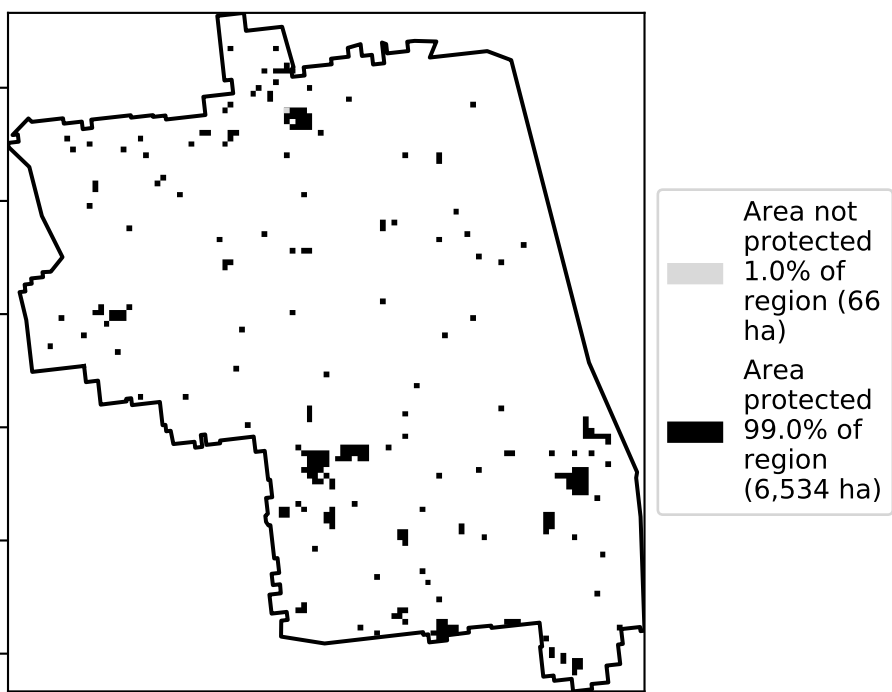 Area not
protected
1.0% of
region (66
ha)
Area
protected
99.0% of
region
(6,534 ha)